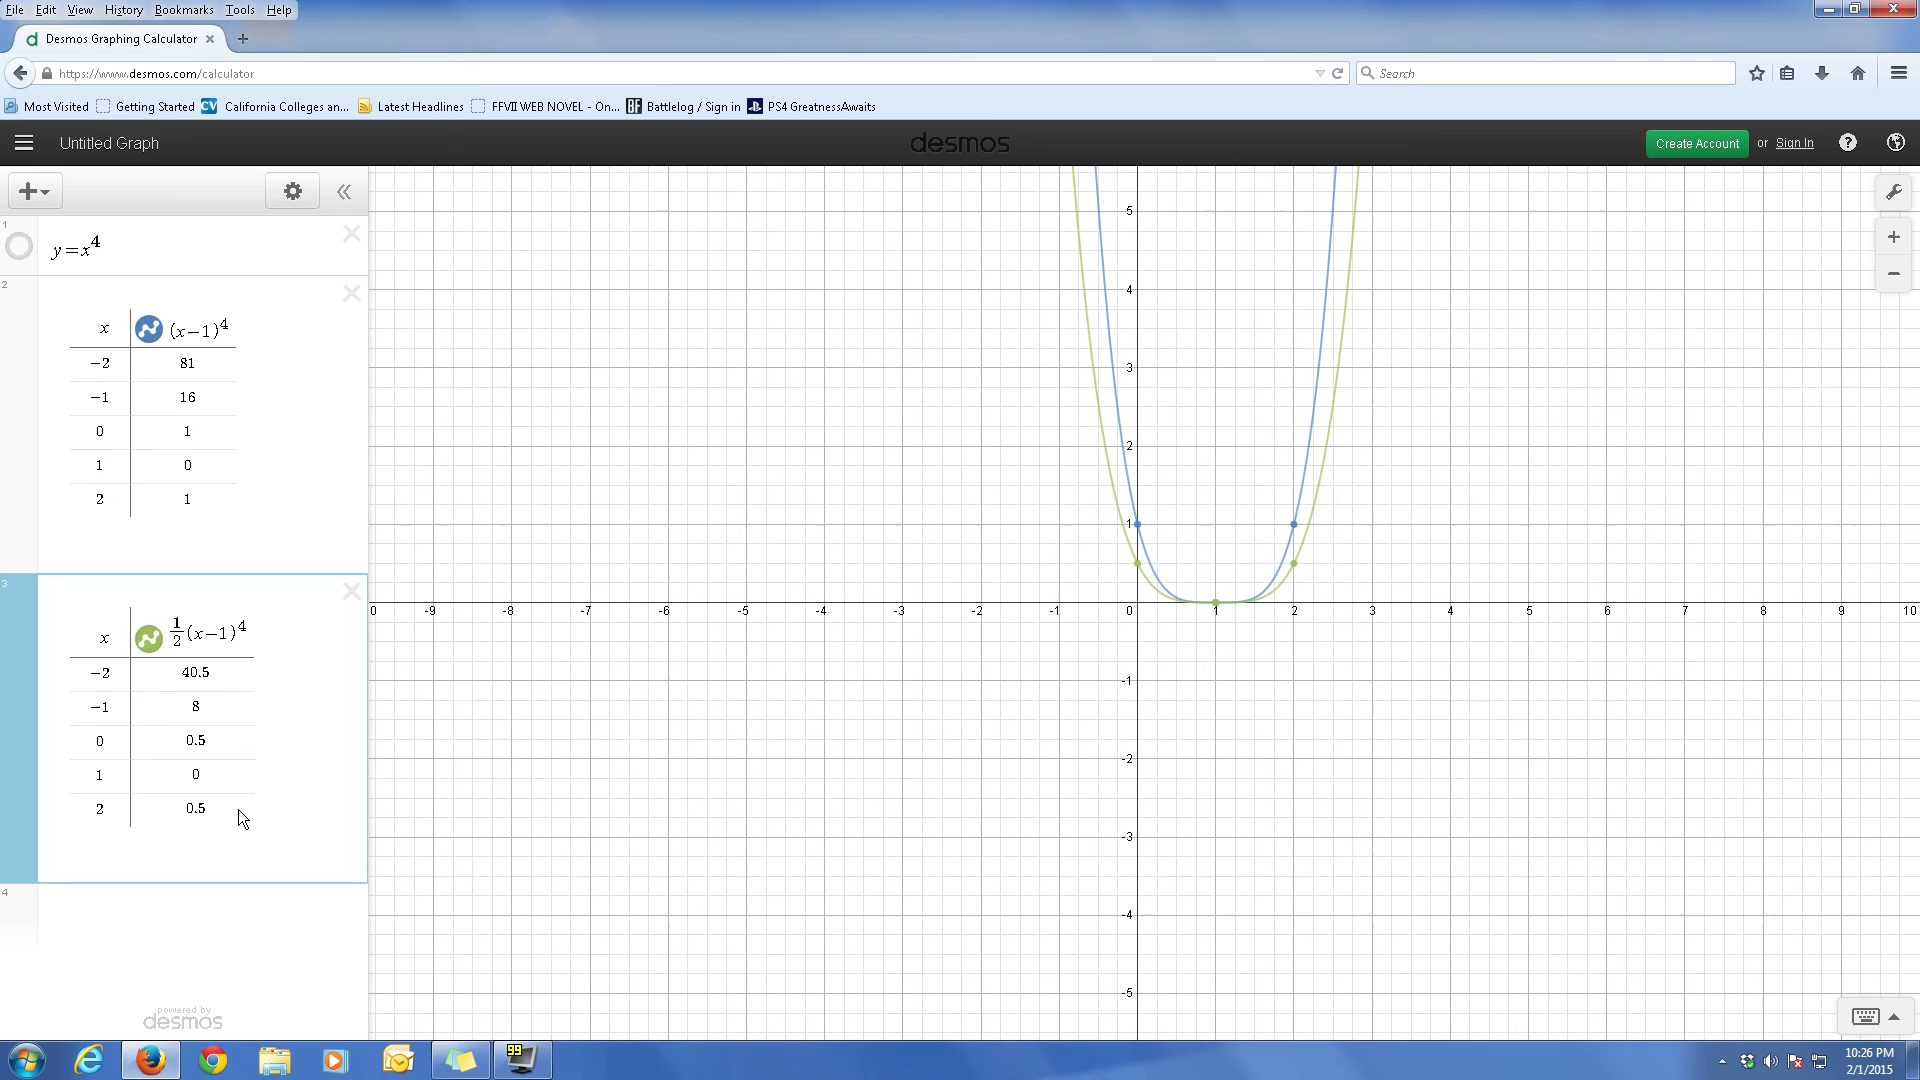 File Edit View History Bookmarks Tools Help
Desmos Graphing Calculator
https://www.desmos.com/calculator
Search
Most Visited Getting Started CV California Colleges an... Latest Headlines FFVII WEB NOVEL - On... BF Battlelog / Sign in PS4 GreatnessAwaits
Untitled Graph
desmos
Create Account or Sign In
1
y=x^4
2
x (x−1)^4
−2 81
−1 16
0 1
1 0
2 1
3
x 1/2(x−1)^4
−2 40.5
−1 8
0 0.5
1 0
2 0.5
4
powered by
desmos
5
4
3
2
1
0 -9 -8 -7 -6 -5 -4 -3 -2 -1 0 1 2 3 4 5 6 7 8 9 10
-1
-2
-3
-4
-5
99
10:26 PM
2/1/2015